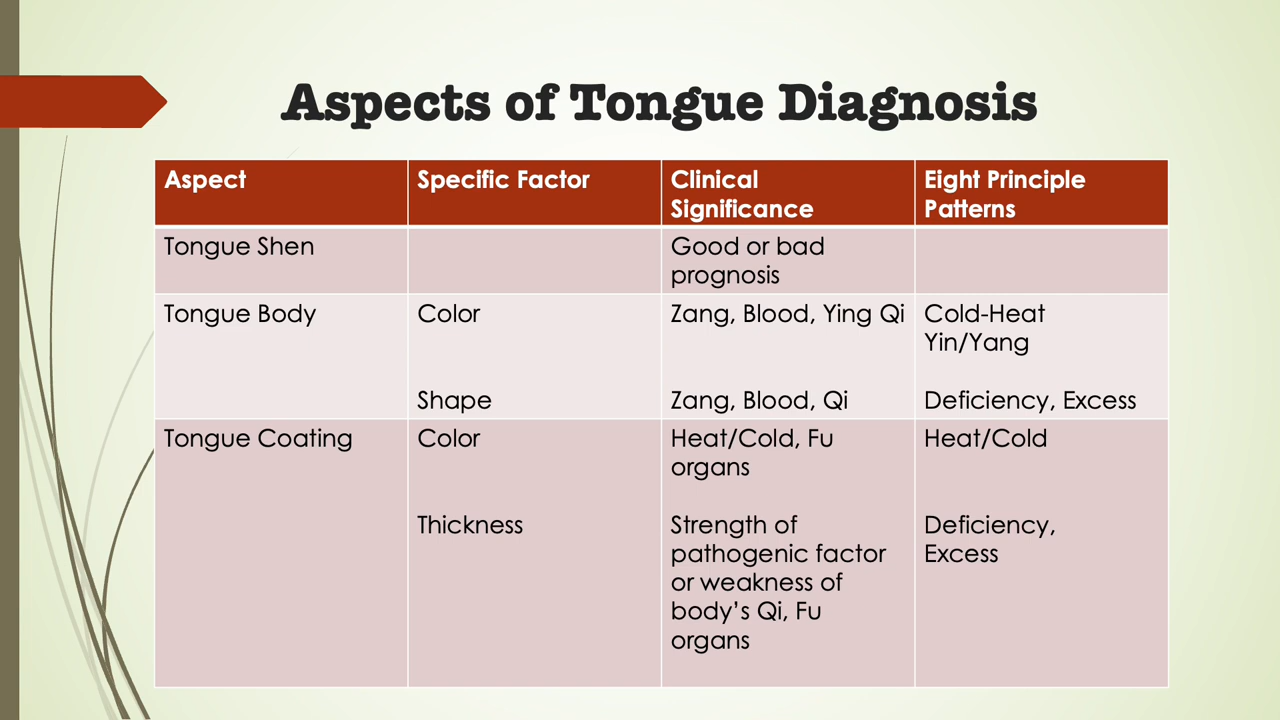 Aspects of Tongue Diagnosis
Aspect
Specific Factor
Clinical
Significance
Eight Principle
Patterns
Tongue Shen
Good or bad
prognosis
Tongue Body
Color
Zang, Blood, Ying Qi
Cold-Heat
Yin/Yang
Shape
Zang, Blood, Qi
Deficiency, Excess
Tongue Coating
Color
Heat/Cold, Fu
organs
Heat/Cold
Thickness
Strength of
pathogenic factor
or weakness of
body’s Qi, Fu
organs
Deficiency,
Excess